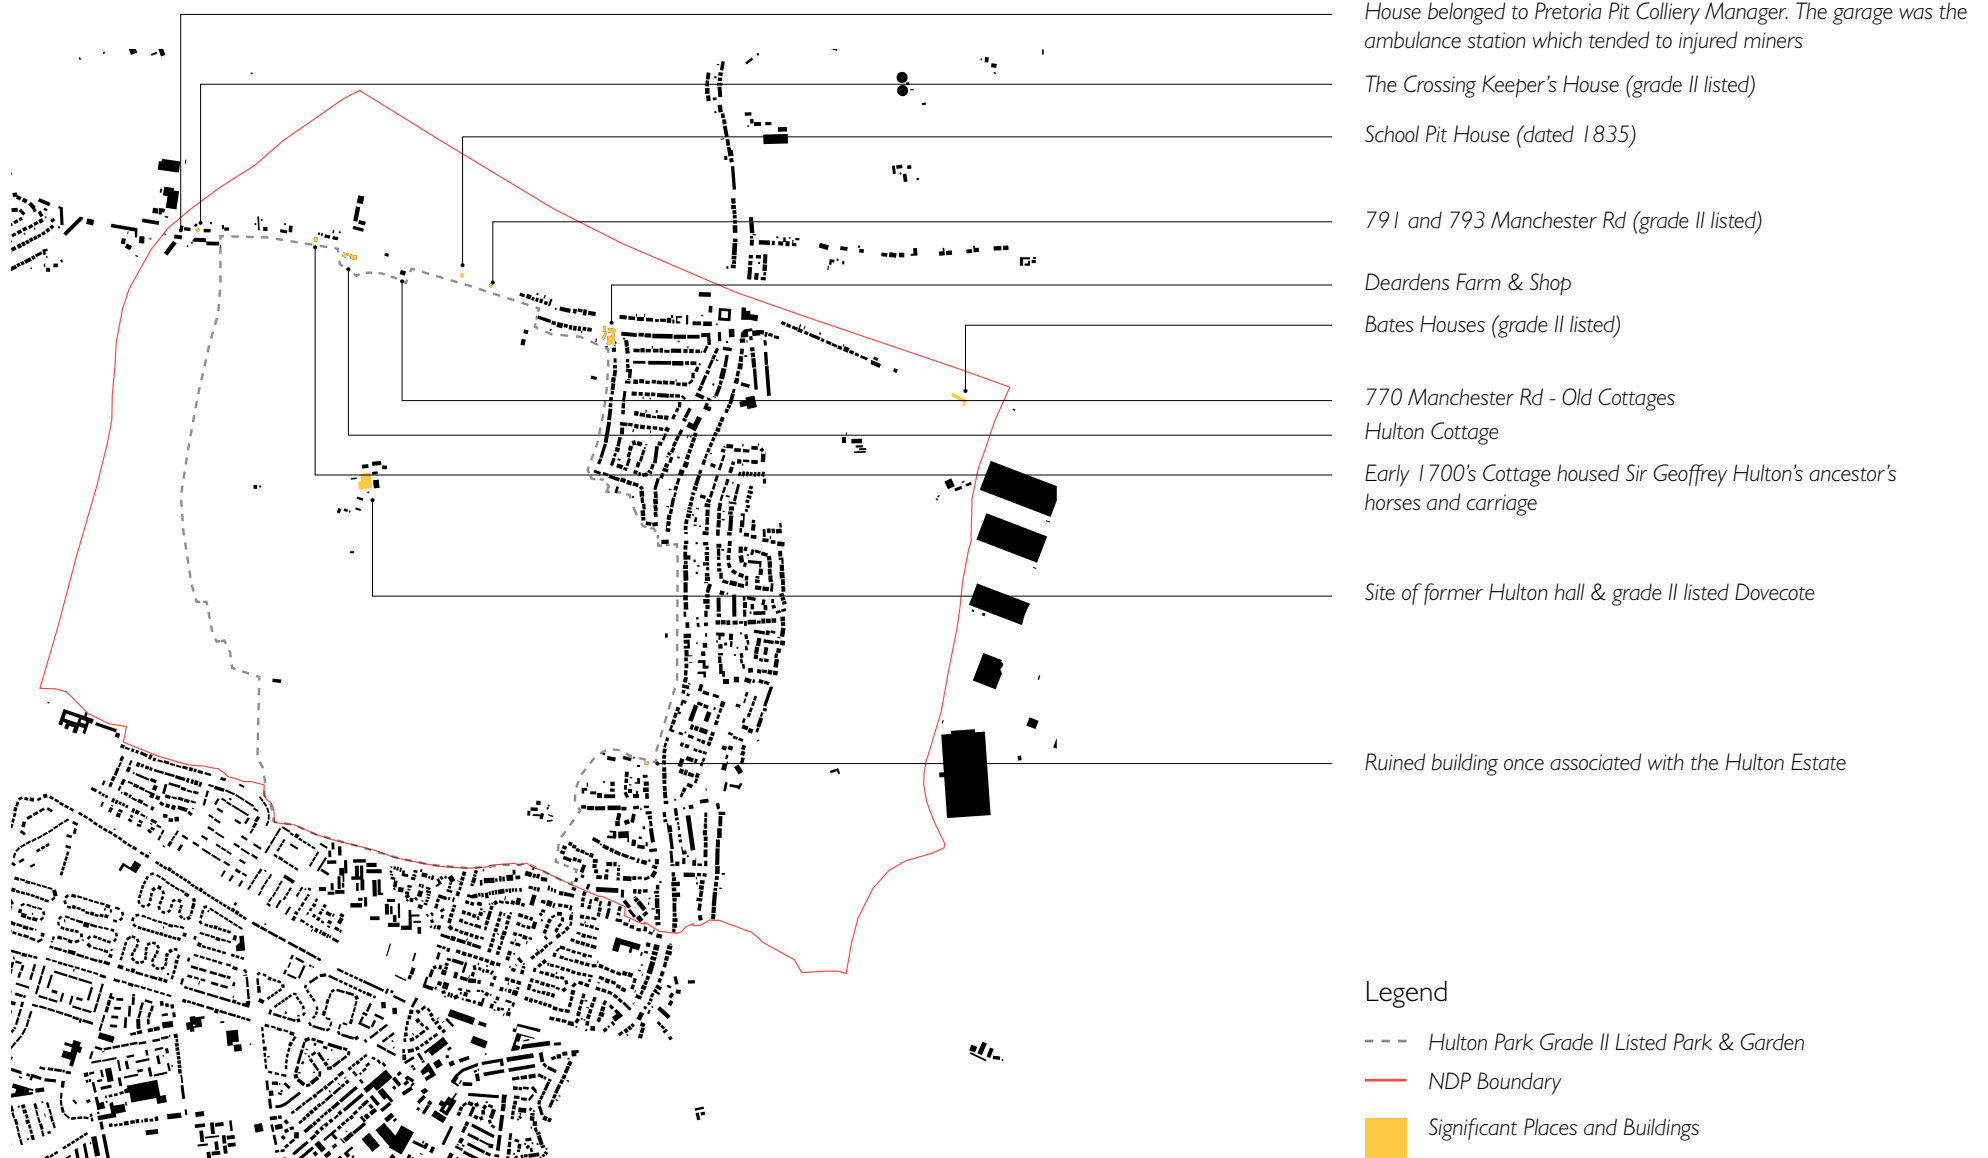 House belonged to Pretoria Pit Colliery Manager. The garage was the
ambulance station which tended to injured miners
The Crossing Keeper's House (grade II listed)
School Pit House (dated 1835)
791 and 793 Manchester Rd (grade II listed)
Deardens Farm & Shop
Bates Houses (grade II listed)
770 Manchester Rd - Old Cottages
Hulton Cottage
Early 1700's Cottage housed Sir Geoffrey Hulton's ancestor's
horses and carriage
Site of former Hulton hall & grade II listed Dovecote
Ruined building once associated with the Hulton Estate
Legend
Hulton Park Grade II Listed Park & Garden
NDP Boundary
Significant Places and Buildings